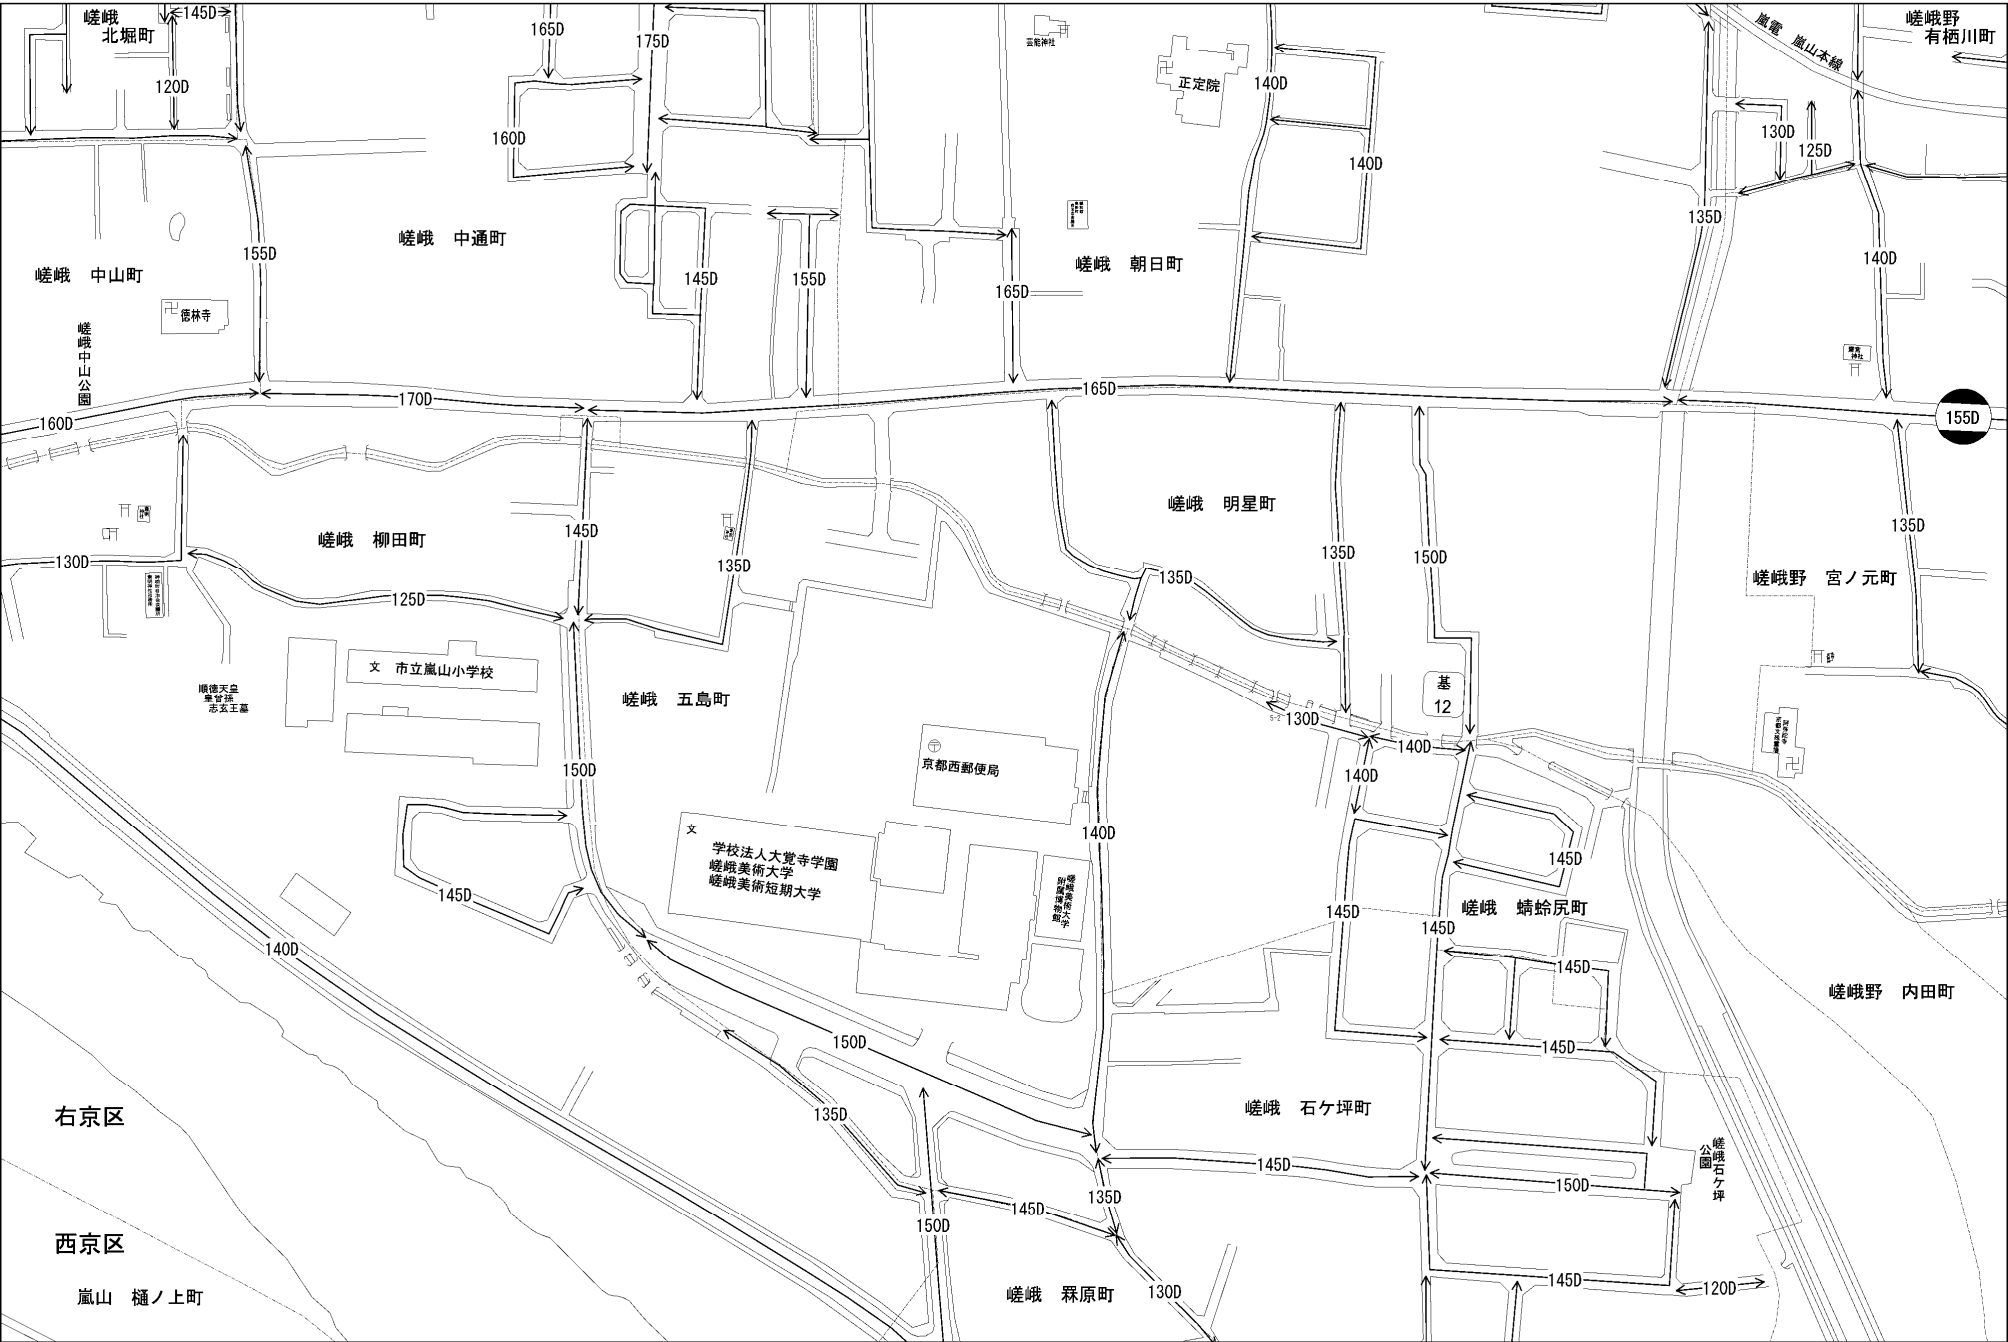 嵯峨
北堀町
145D
165D
175D
芸能神社
正定院
140D
嵐電 嵐山本線
嵯峨野
有栖川町
120D
160D
140D
130D
125D
155D
嵯峨 中通町
嵯峨 中山町
徳林寺
嵯峨中山公園
145D
155D
165D
嵯峨 朝日町
135D
140D
160D
170D
165D
155D
嵯峨 柳田町
130D
125D
145D
135D
嵯峨 明星町
135D
135D
150D
135D
嵯峨野 宮ノ元町
文 市立嵐山小学校
順徳天皇
皇曾孫
志玄王墓
嵯峨 五島町
基
12
130D
140D
140D
150D
京都西郵便局
140D
文
学校法人大覚寺学園
嵯峨美術大学
嵯峨美術短期大学
嵯峨美術大学
附属博物館
145D
145D
145D
145D
嵯峨 蜻蛉尻町
140D
145D
嵯峨野 内田町
150D
145D
右京区
135D
嵯峨 石ケ坪町
嵯峨石ケ坪
公園
145D
150D
135D
145D
150D
西京区
嵐山 樋ノ上町
嵯峨 罧原町
130D
145D
120D